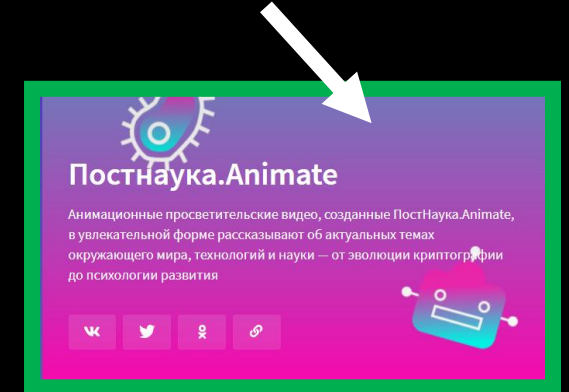 Постнаука.Animate
Анимационные просветительские видео, созданные ПостНаука.Animate,
в увлекательной форме рассказывают об актуальных темах
окружающего мира, технологий и науки — от эволюции криптографии
до психологии развития